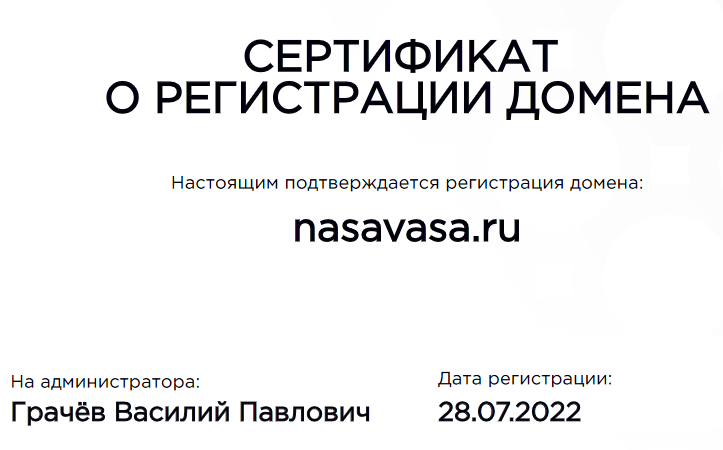 СЕРТИФИКАТ
О РЕГИСТРАЦИИ ДОМЕНА
Настоящим подтверждается регистрация домена:
nasavasa.ru
На администратора:
Грачёв Василий Павлович
Дата регистрации:
28.07.2022